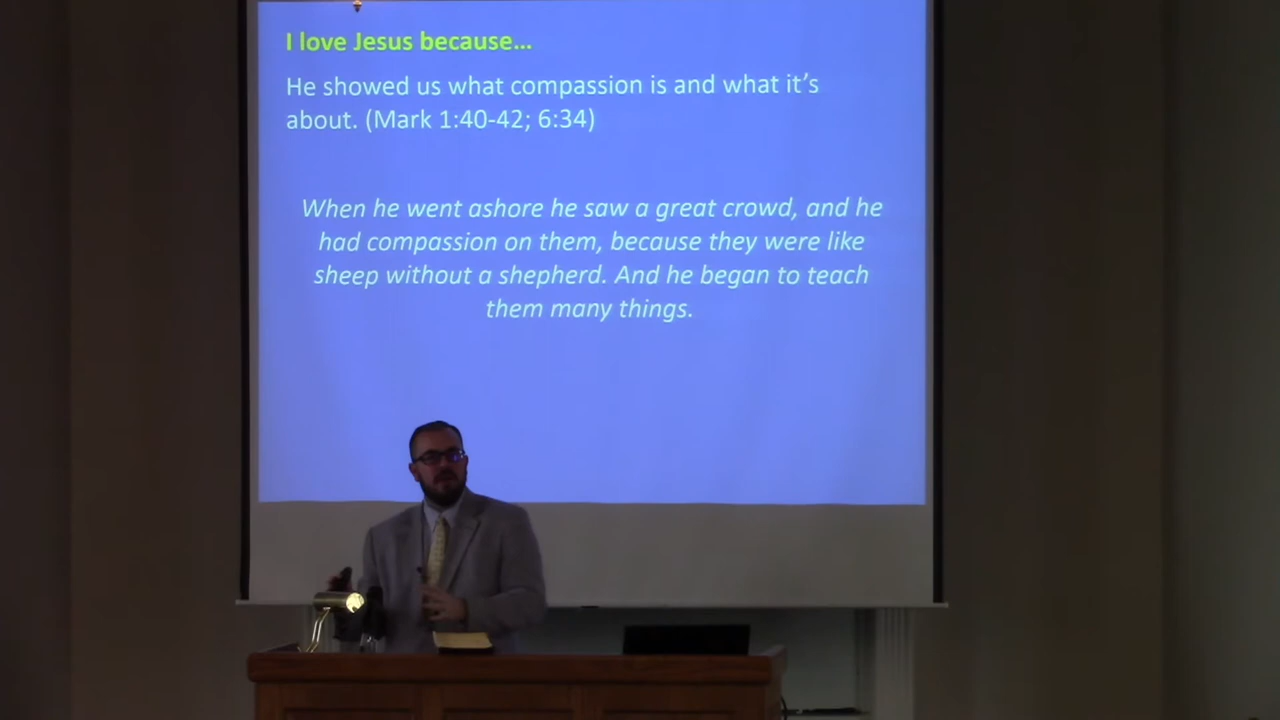 I love Jesus because…
He showed us what compassion is and what it’s
about. (Mark 1:40-42; 6:34)
When he went ashore he saw a great crowd, and he
had compassion on them, because they were like
sheep without a shepherd. And he began to teach
them many things.